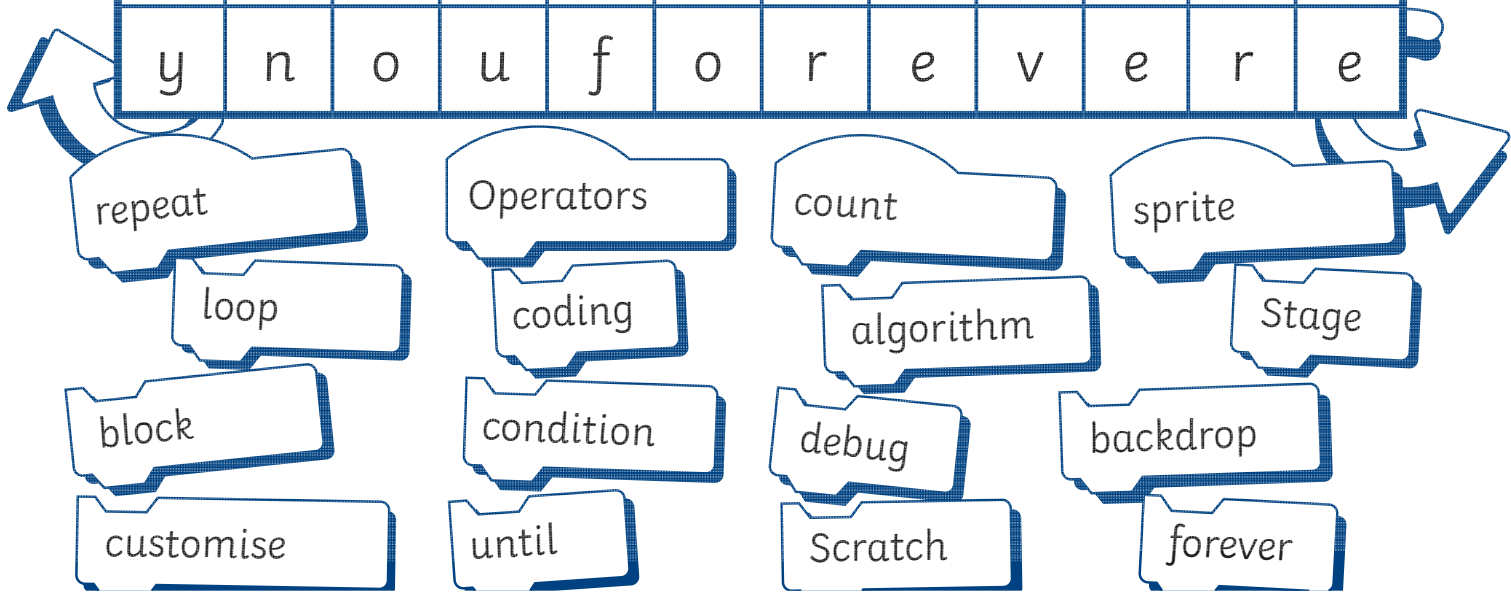 y n o u f o r e v e r e
repeat Operators count sprite
loop coding algorithm Stage
block condition debug backdrop
customise until Scratch forever